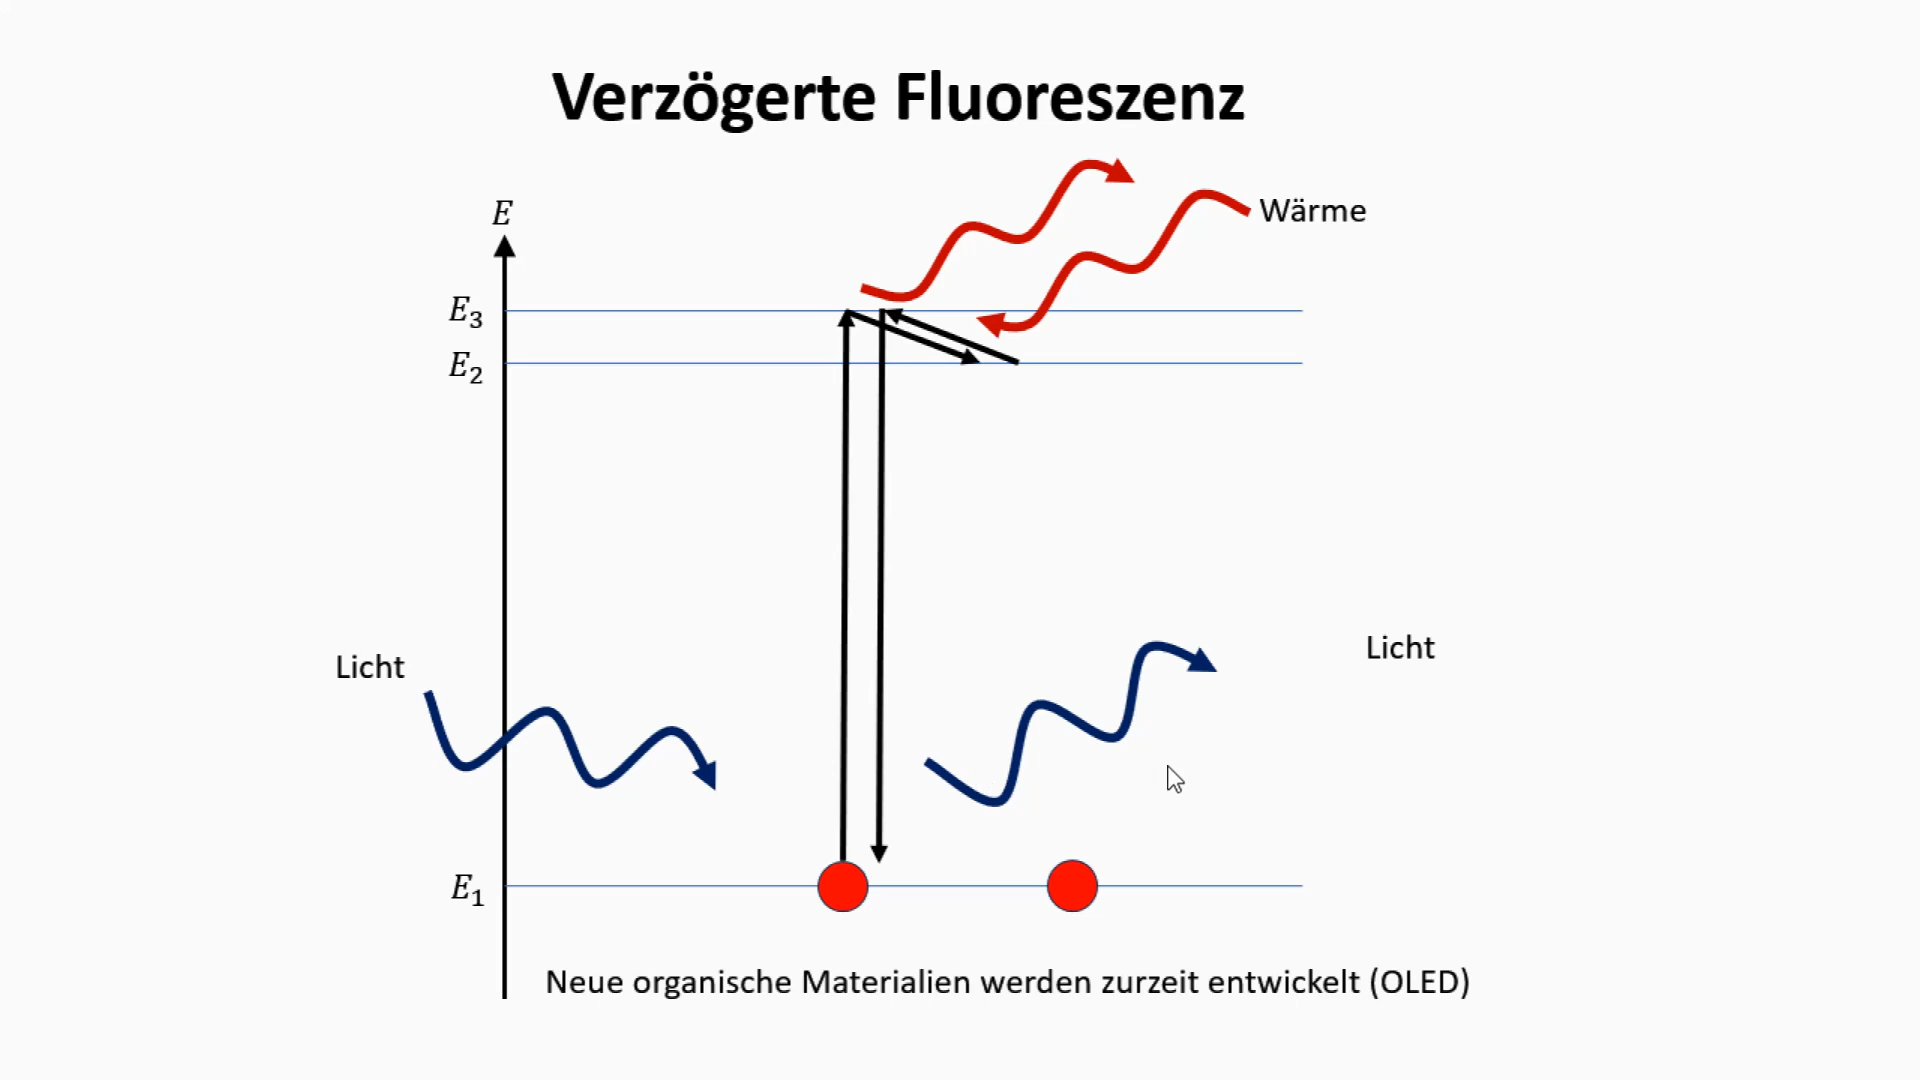 Verzögerte Fluoreszenz
E
Wärme
E₃
E₂
Licht
Licht
E₁
Neue organische Materialien werden zurzeit entwickelt (OLED)